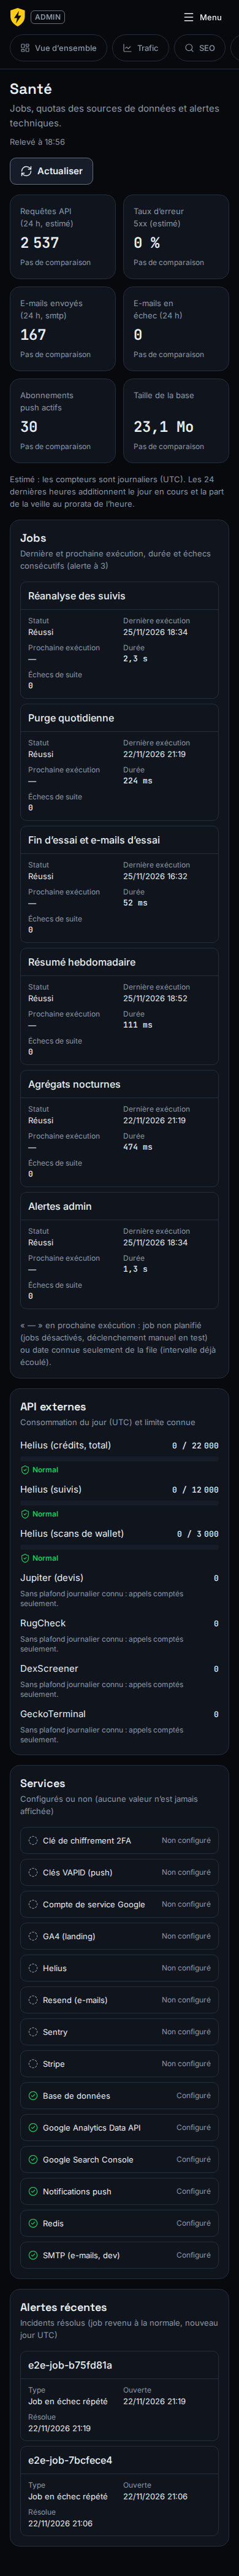 ADMIN
Menu
Vue d'ensemble
Trafic
SEO
Santé
Jobs, quotas des sources de données et alertes
techniques.
Relevé à 18:56
Actualiser
Requêtes API
(24 h, estimé)
2 537
Pas de comparaison
Taux d'erreur
5xx (estimé)
0 %
Pas de comparaison
E-mails envoyés
(24 h, smtp)
167
Pas de comparaison
E-mails en
échec (24 h)
0
Pas de comparaison
Abonnements
push actifs
30
Pas de comparaison
Taille de la base
23,1 Mo
Pas de comparaison
Estimé : les compteurs sont journaliers (UTC). Les 24
dernières heures additionnent le jour en cours et la part
de la veille au prorata de l'heure.
Jobs
Dernière et prochaine exécution, durée et échecs
consécutifs (alerte à 3)
Réanalyse des suivis
Statut
Réussi
Dernière exécution
25/11/2026 18:34
Prochaine exécution
—
Durée
2,3 s
Échecs de suite
0
Purge quotidienne
Statut
Réussi
Dernière exécution
22/11/2026 21:19
Prochaine exécution
—
Durée
224 ms
Échecs de suite
0
Fin d'essai et e-mails d'essai
Statut
Réussi
Dernière exécution
25/11/2026 16:32
Prochaine exécution
—
Durée
52 ms
Échecs de suite
0
Résumé hebdomadaire
Statut
Réussi
Dernière exécution
25/11/2026 18:52
Prochaine exécution
—
Durée
111 ms
Échecs de suite
0
Agrégats nocturnes
Statut
Réussi
Dernière exécution
22/11/2026 21:19
Prochaine exécution
—
Durée
474 ms
Échecs de suite
0
Alertes admin
Statut
Réussi
Dernière exécution
25/11/2026 18:34
Prochaine exécution
—
Durée
1,3 s
Échecs de suite
0
« — » en prochaine exécution : job non planifié
(jobs désactivés, déclenchement manuel en test)
ou date connue seulement de la file (intervalle déjà
écoulé).
API externes
Consommation du jour (UTC) et limite connue
Helius (crédits, total)
0 / 22 000
Normal
Helius (suivis)
0 / 12 000
Normal
Helius (scans de wallet)
0 / 3 000
Normal
Jupiter (devis)
0
Sans plafond journalier connu : appels comptés
seulement.
RugCheck
0
Sans plafond journalier connu : appels comptés
seulement.
DexScreener
0
Sans plafond journalier connu : appels comptés
seulement.
GeckoTerminal
0
Sans plafond journalier connu : appels comptés
seulement.
Services
Configurés ou non (aucune valeur n'est jamais
affichée)
Clé de chiffrement 2FA
Non configuré
Clés VAPID (push)
Non configuré
Compte de service Google
Non configuré
GA4 (landing)
Non configuré
Helius
Non configuré
Resend (e-mails)
Non configuré
Sentry
Non configuré
Stripe
Non configuré
Base de données
Configuré
Google Analytics Data API
Configuré
Google Search Console
Configuré
Notifications push
Configuré
Redis
Configuré
SMTP (e-mails, dev)
Configuré
Alertes récentes
Incidents résolus (job revenu à la normale, nouveau
jour UTC)
e2e-job-b75fd81a
Type
Job en échec répété
Ouverte
22/11/2026 21:19
Résolue
22/11/2026 21:19
e2e-job-7bcfece4
Type
Job en échec répété
Ouverte
22/11/2026 21:06
Résolue
22/11/2026 21:06